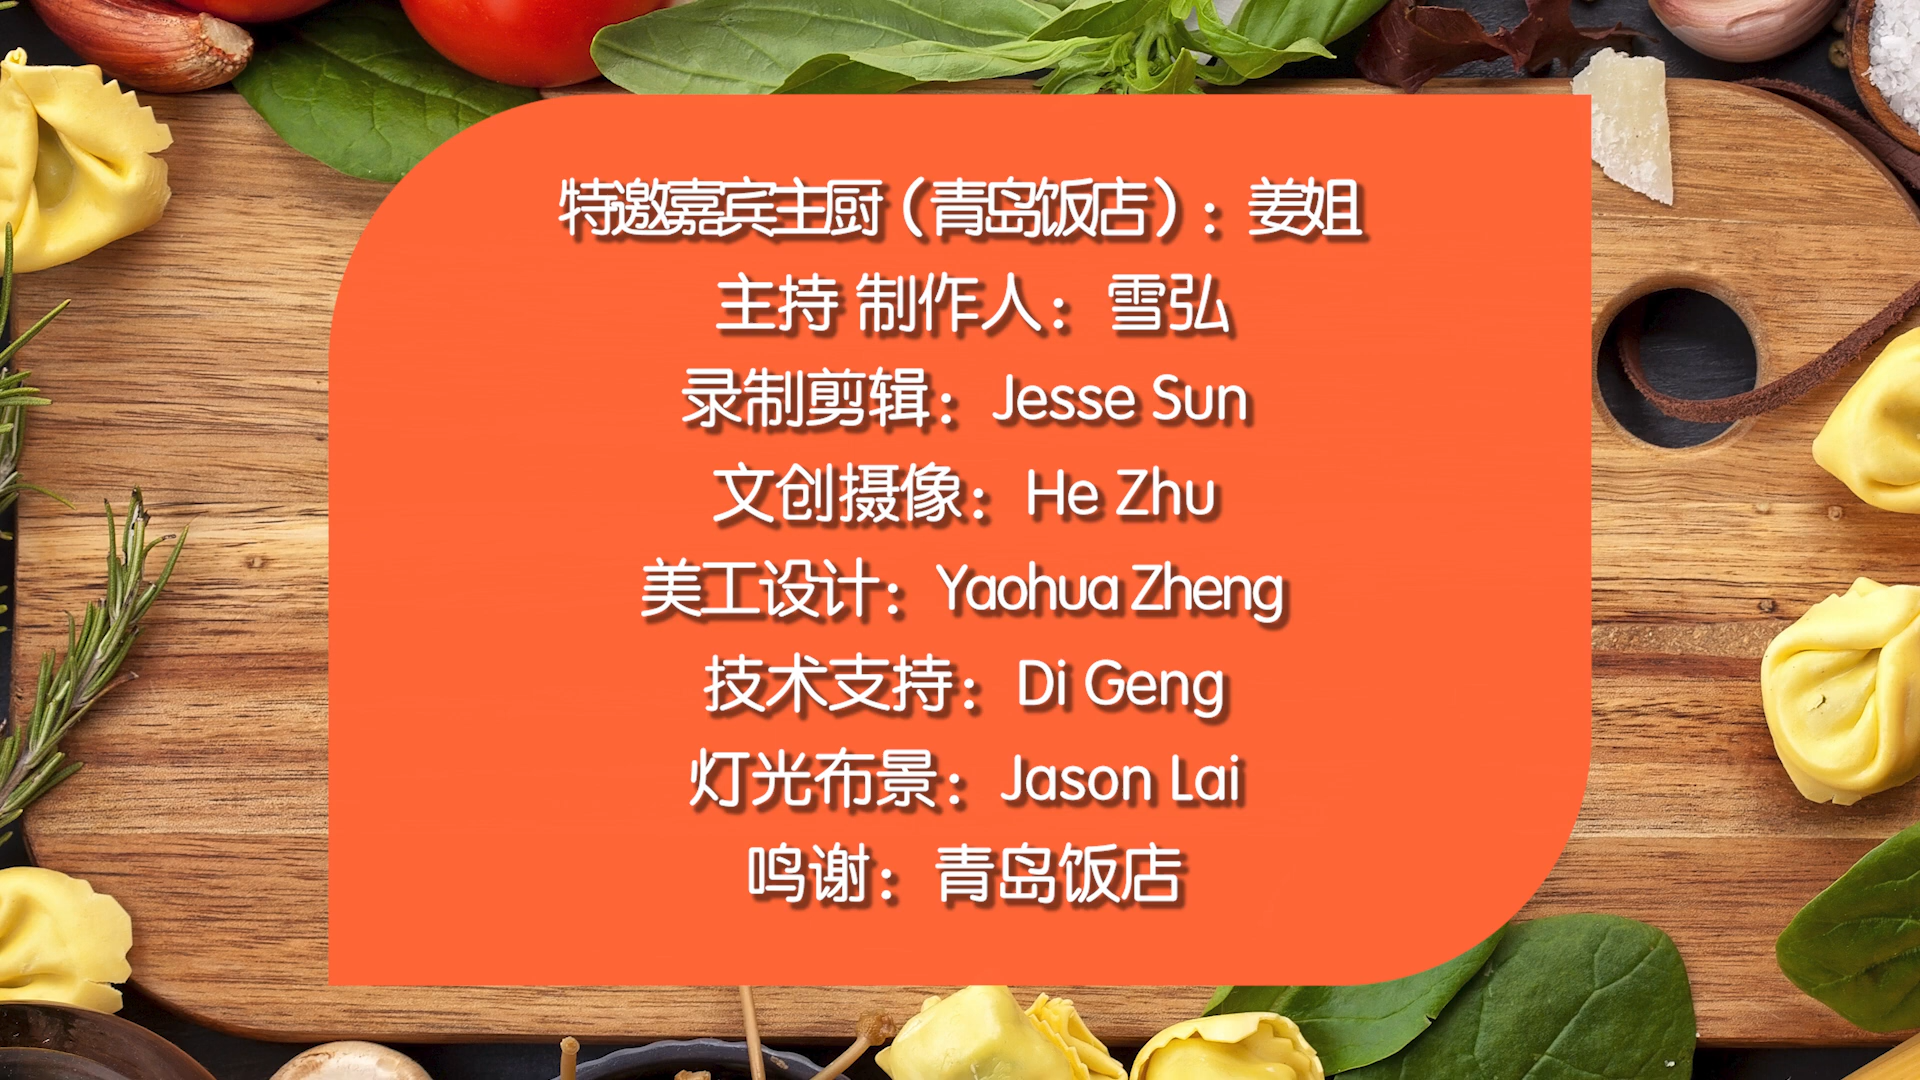 特邀嘉宾主厨（青岛饭店）：姜姐
主持 制作人：雪弘
录制剪辑：Jesse Sun
文创摄像：He Zhu
美工设计：Yaohua Zheng
技术支持：Di Geng
灯光布景：Jason Lai
鸣谢：青岛饭店